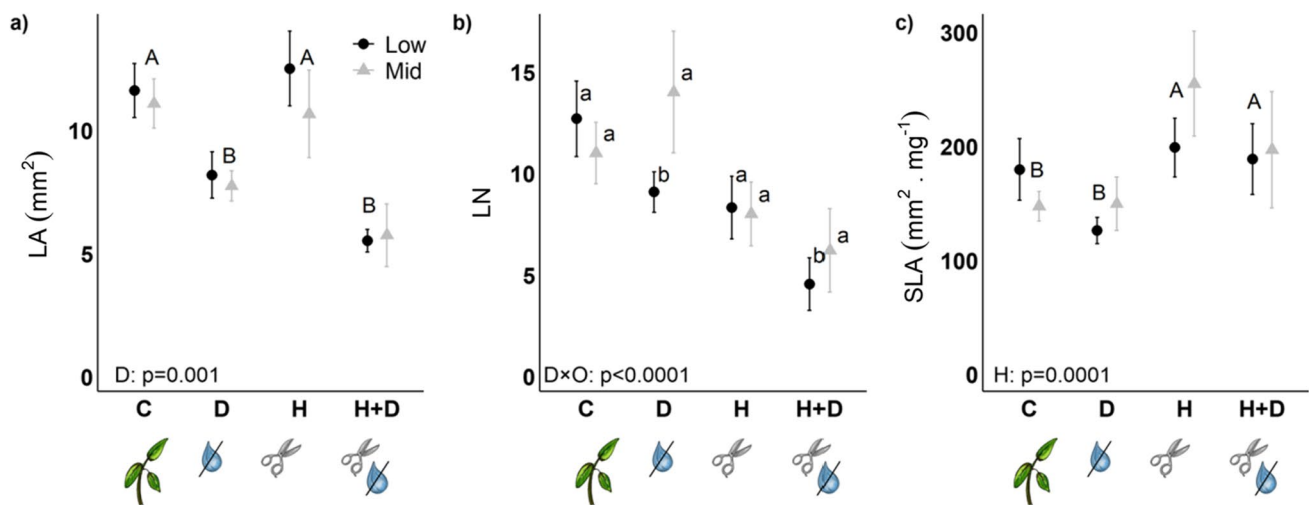 a)
LA (mm²)
10
5
0
A
B
A
B
Low
Mid
D: p=0.001
C D H H+D
b)
LN
15
10
5
0
a
a
b
a
a
a
b
a
D×O: p<0.0001
C D H H+D
c)
SLA (mm² . mg⁻¹)
300
200
100
0
B
B
A
A
H: p=0.0001
C D H H+D